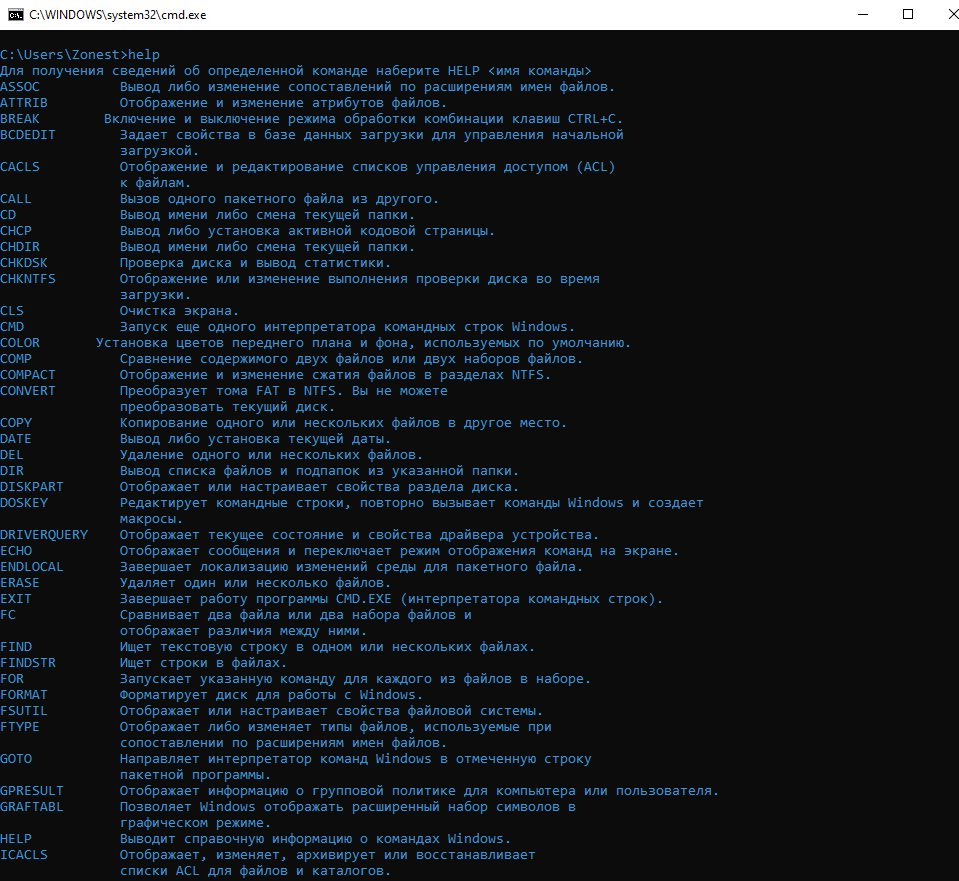 C:\WINDOWS\system32\cmd.exe
C:\Users\Zonest>help
Для получения сведений об определенной команде наберите HELP <имя команды>
ASSOC          Вывод либо изменение сопоставлений по расширениям имен файлов.
ATTRIB         Отображение и изменение атрибутов файлов.
BREAK        Включение и выключение режима обработки комбинации клавиш CTRL+C.
BCDEDIT        Задает свойства в базе данных загрузки для управления начальной
               загрузкой.
CACLS          Отображение и редактирование списков управления доступом (ACL)
               к файлам.
CALL           Вызов одного пакетного файла из другого.
CD             Вывод имени либо смена текущей папки.
CHCP           Вывод либо установка активной кодовой страницы.
CHDIR          Вывод имени либо смена текущей папки.
CHKDSK         Проверка диска и вывод статистики.
CHKNTFS        Отображение или изменение выполнения проверки диска во время
               загрузки.
CLS            Очистка экрана.
CMD            Запуск еще одного интерпретатора командных строк Windows.
COLOR       Установка цветов переднего плана и фона, используемых по умолчанию.
COMP           Сравнение содержимого двух файлов или двух наборов файлов.
COMPACT        Отображение и изменение сжатия файлов в разделах NTFS.
CONVERT        Преобразует тома FAT в NTFS. Вы не можете
               преобразовать текущий диск.
COPY           Копирование одного или нескольких файлов в другое место.
DATE           Вывод либо установка текущей даты.
DEL            Удаление одного или нескольких файлов.
DIR            Вывод списка файлов и подпапок из указанной папки.
DISKPART       Отображает или настраивает свойства раздела диска.
DOSKEY         Редактирует командные строки, повторно вызывает команды Windows и создает
               макросы.
DRIVERQUERY    Отображает текущее состояние и свойства драйвера устройства.
ECHO           Отображает сообщения и переключает режим отображения команд на экране.
ENDLOCAL       Завершает локализацию изменений среды для пакетного файла.
ERASE          Удаляет один или несколько файлов.
EXIT           Завершает работу программы CMD.EXE (интерпретатора командных строк).
FC             Сравнивает два файла или два набора файлов и
               отображает различия между ними.
FIND           Ищет текстовую строку в одном или нескольких файлах.
FINDSTR        Ищет строки в файлах.
FOR            Запускает указанную команду для каждого из файлов в наборе.
FORMAT         Форматирует диск для работы с Windows.
FSUTIL         Отображает или настраивает свойства файловой системы.
FTYPE          Отображает либо изменяет типы файлов, используемые при
               сопоставлении по расширениям имен файлов.
GOTO           Направляет интерпретатор команд Windows в отмеченную строку
               пакетной программы.
GPRESULT       Отображает информацию о групповой политике для компьютера или пользователя.
GRAFTABL       Позволяет Windows отображать расширенный набор символов в
               графическом режиме.
HELP           Выводит справочную информацию о командах Windows.
ICACLS         Отображает, изменяет, архивирует или восстанавливает
               списки ACL для файлов и каталогов.